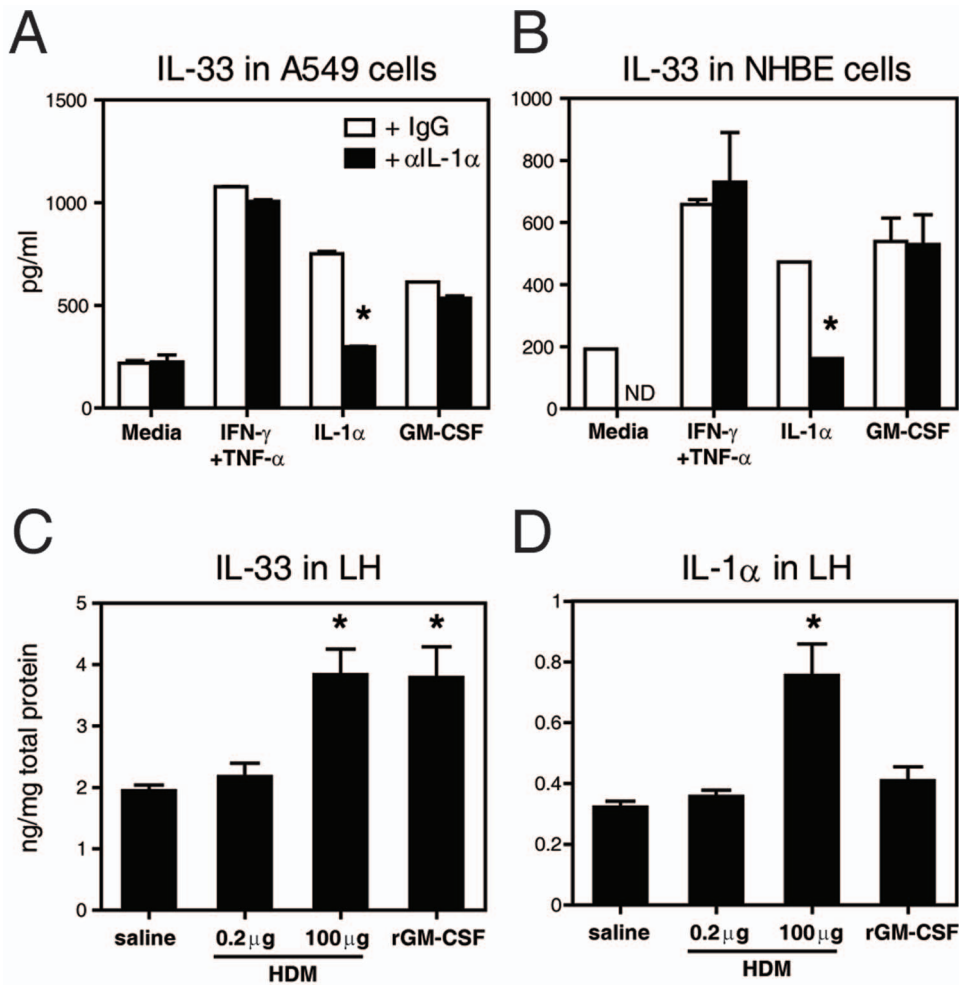 A
IL-33 in A549 cells
1500
1000
500
0
pg/ml
+ IgG
+ αIL-1α
*
Media
IFN-γ
+TNF-α
IL-1α
GM-CSF
B
IL-33 in NHBE cells
1000
800
600
400
200
0
ND
*
Media
IFN-γ
+TNF-α
IL-1α
GM-CSF
C
IL-33 in LH
5
4
3
2
1
0
ng/mg total protein
*
*
saline
0.2μg
100μg
rGM-CSF
HDM
D
IL-1α in LH
1
0.8
0.6
0.4
0.2
0
*
saline
0.2μg
100μg
rGM-CSF
HDM